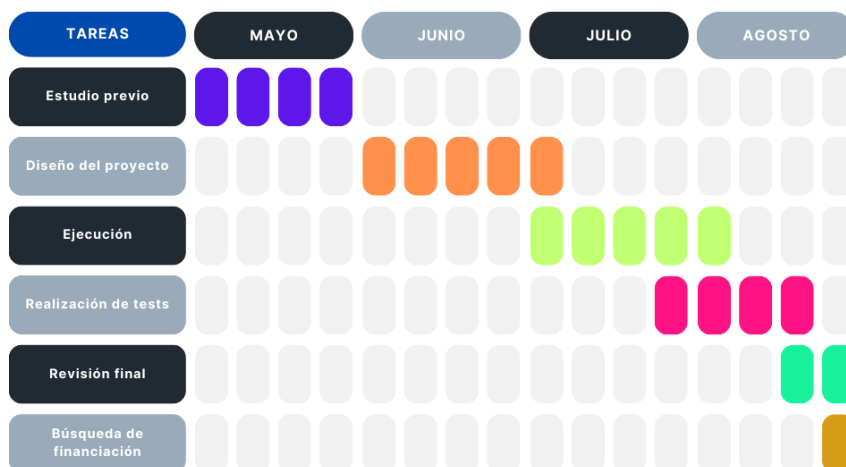 TAREAS
MAYO
JUNIO
JULIO
AGOSTO
Estudio previo
Diseño del proyecto
Ejecución
Realización de tests
Revisión final
Búsqueda de
financiación